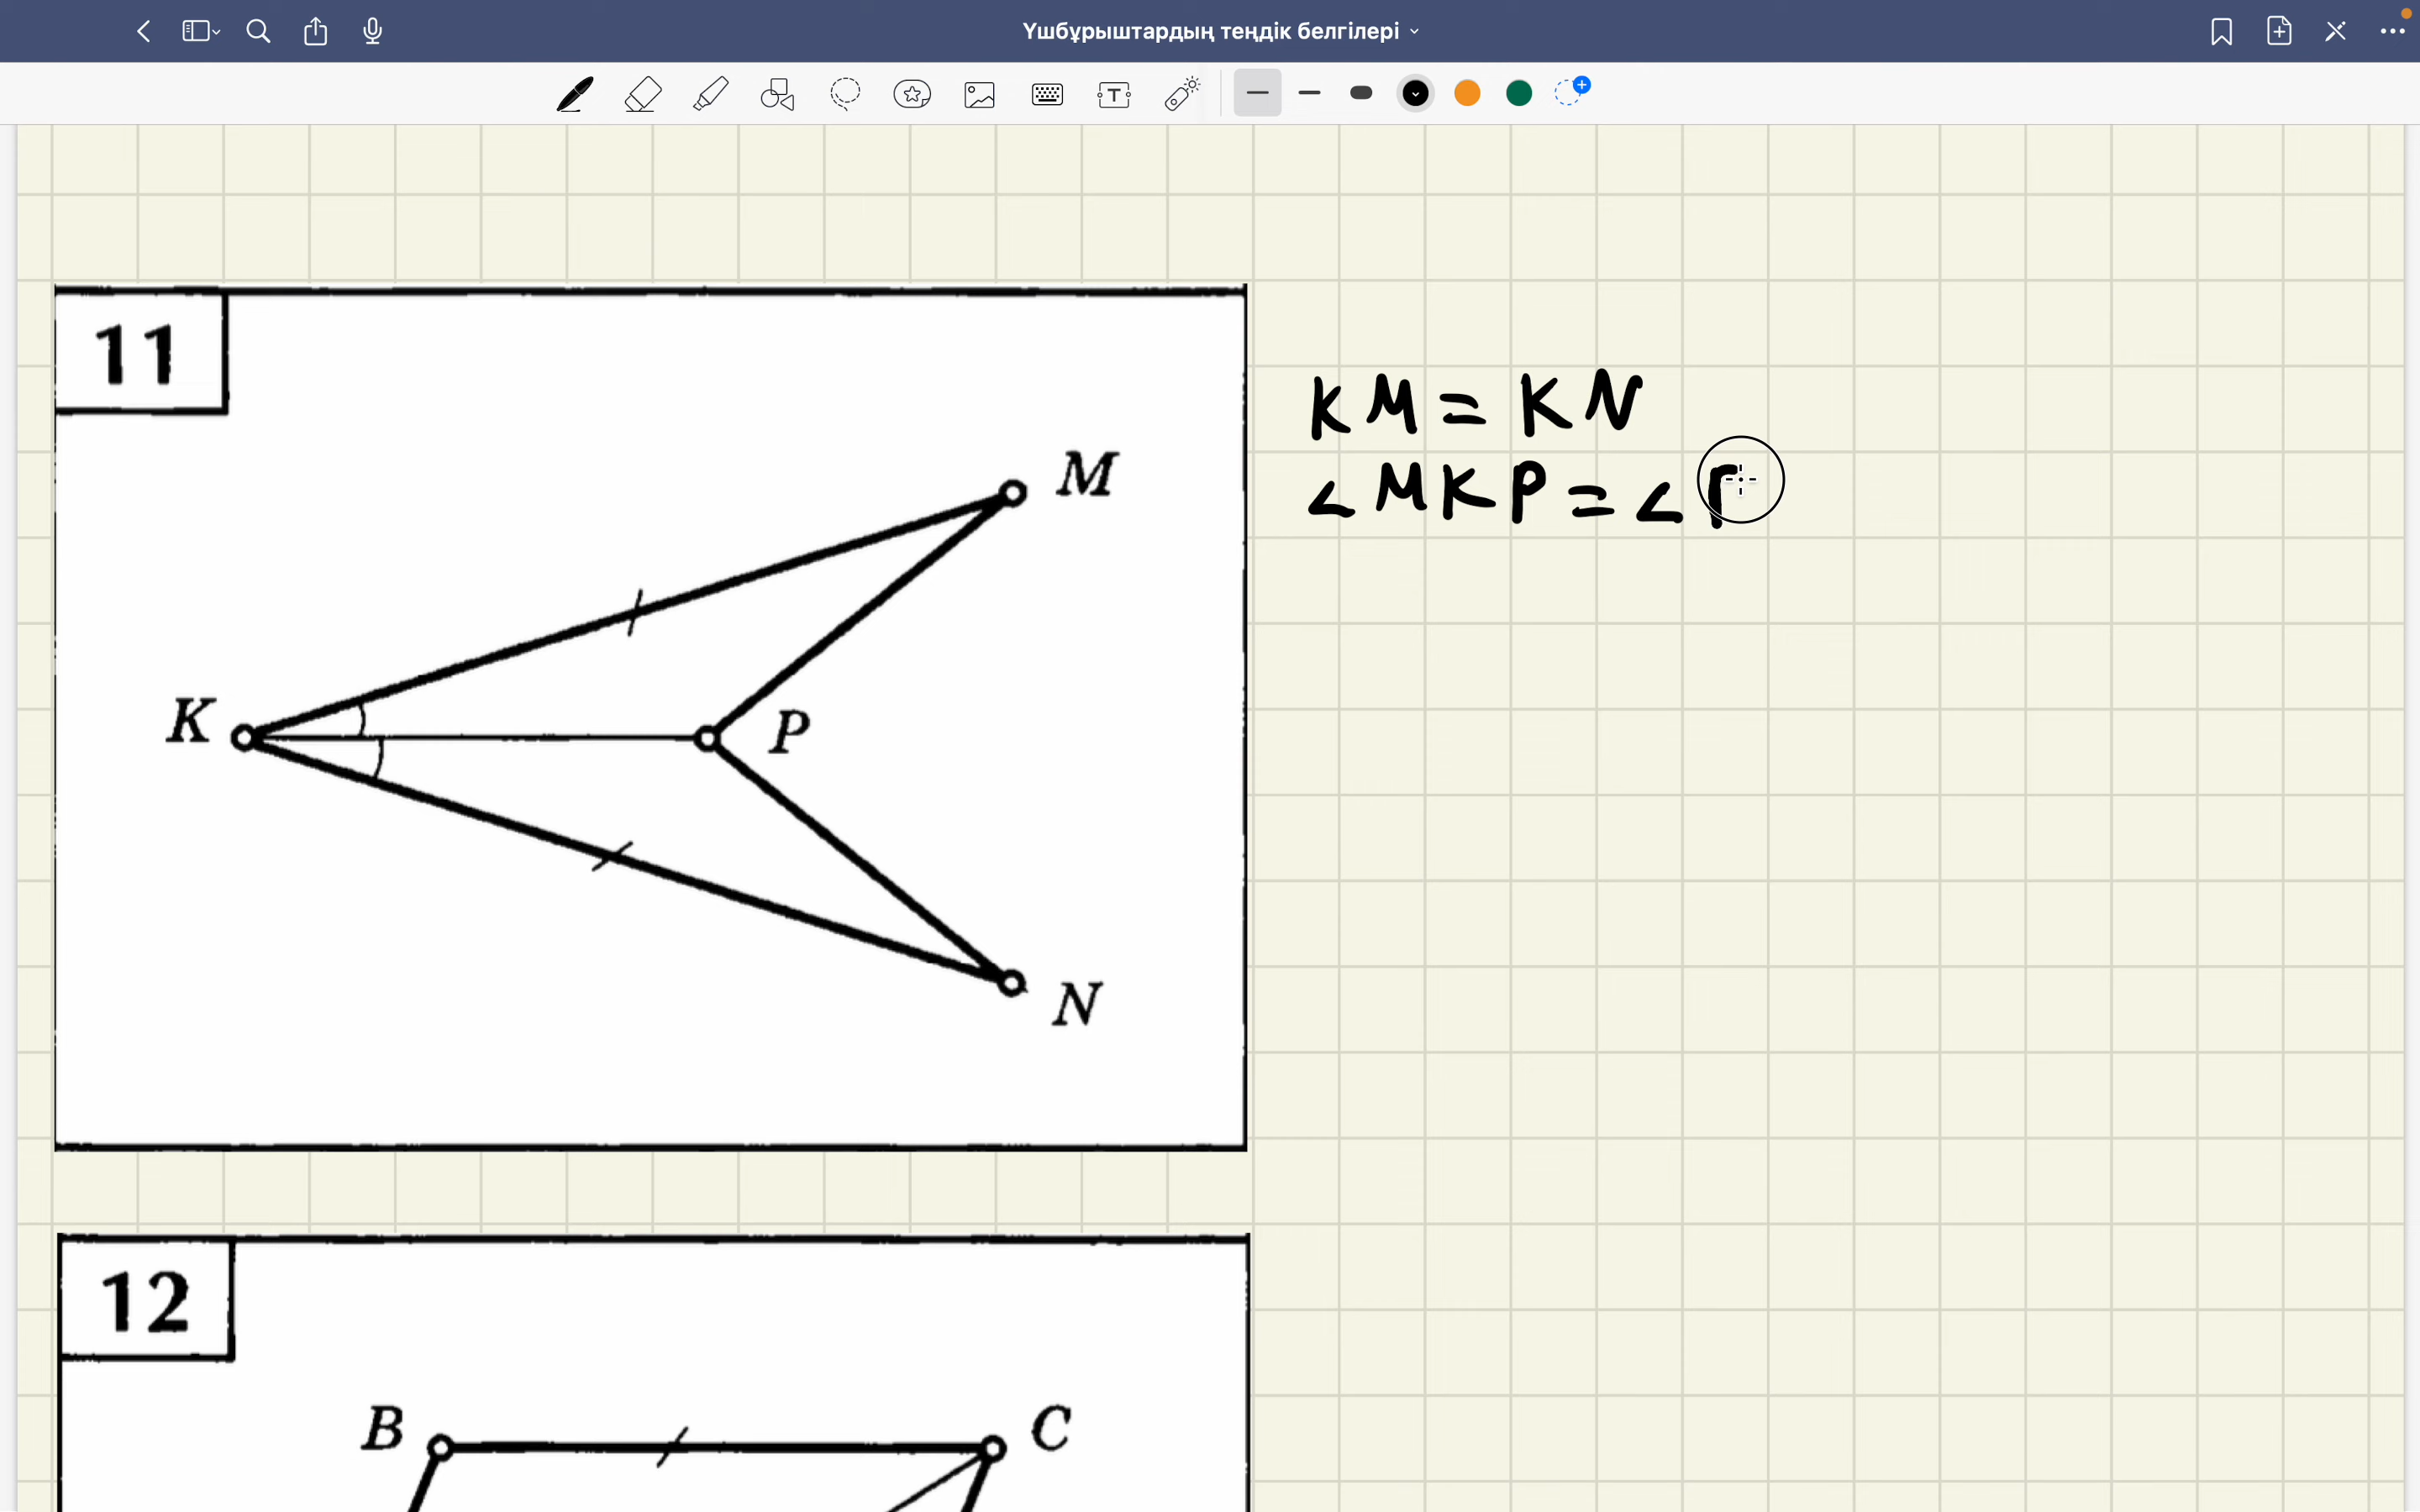 Үшбұрыштардың теңдік белгілері
11
KM = KN
∠MKP = ∠
M
K
P
N
12
B
C